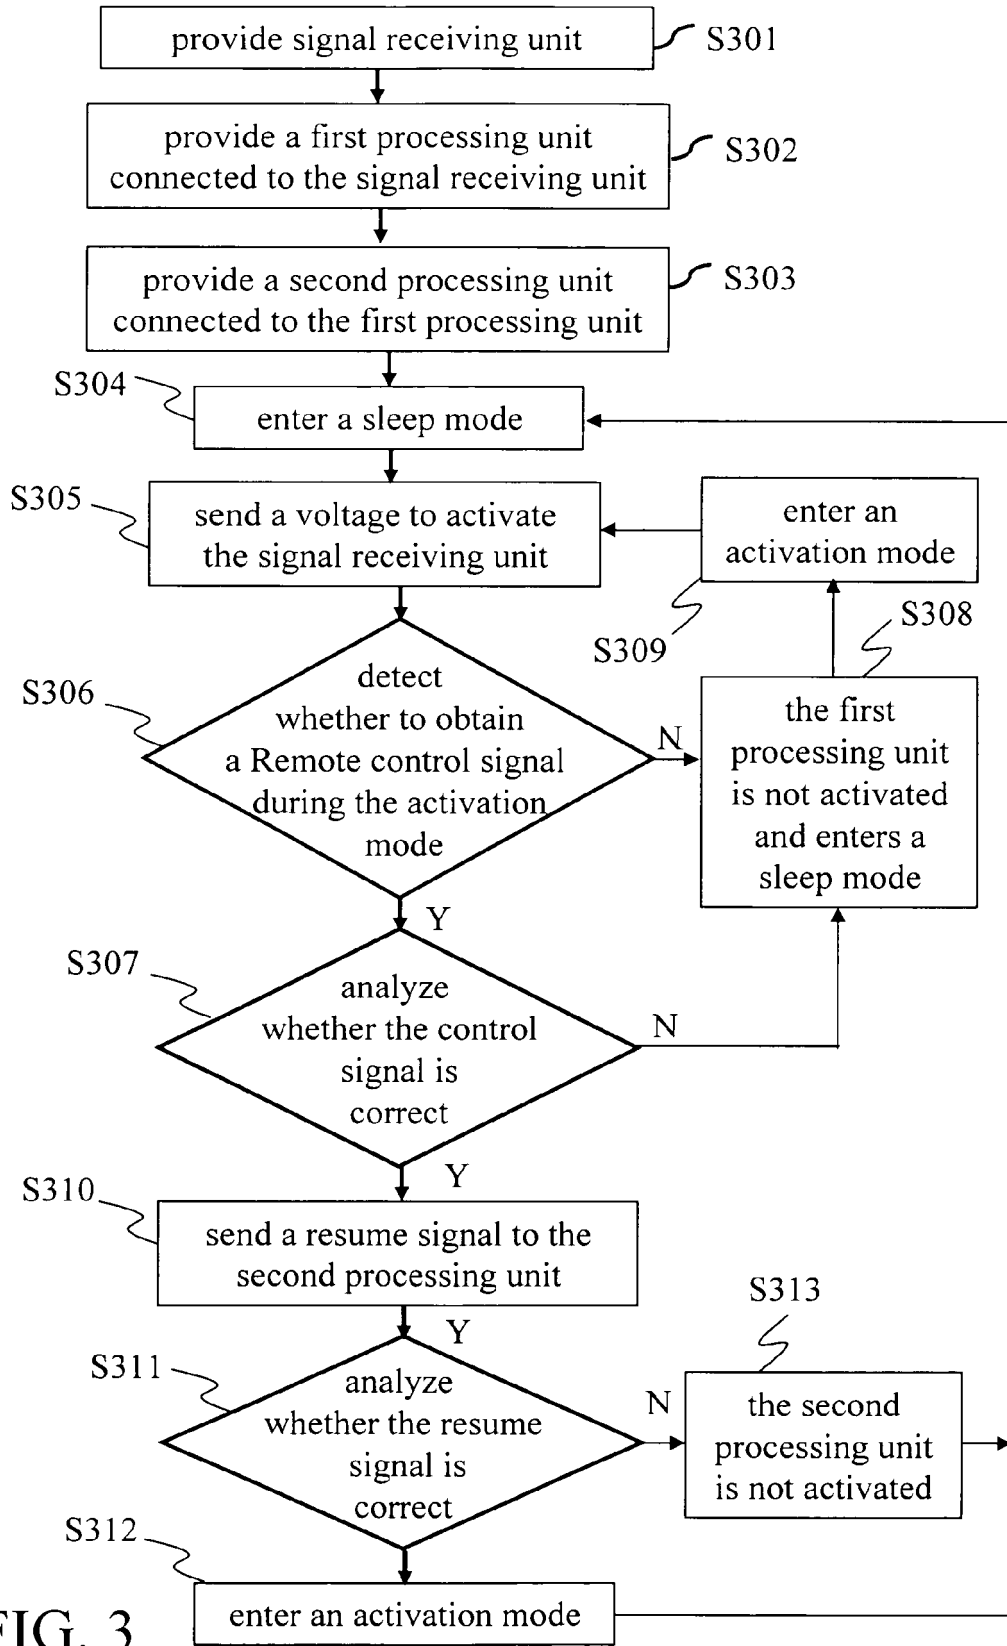 provide signal receiving unit
S301
provide a first processing unit
connected to the signal receiving unit
S302
provide a second processing unit
connected to the first processing unit
S303
S304
enter a sleep mode
S305
send a voltage to activate
the signal receiving unit
enter an
activation mode
S309
S308
S306
detect
whether to obtain
a Remote control signal
during the activation
mode
N
the first
processing unit
is not activated
and enters a
sleep mode
Y
S307
analyze
whether the control
signal is
correct
N
Y
S310
send a resume signal to the
second processing unit
Y
S313
S311
analyze
whether the resume
signal is
correct
N
the second
processing unit
is not activated
S312
enter an activation mode
FIG. 3